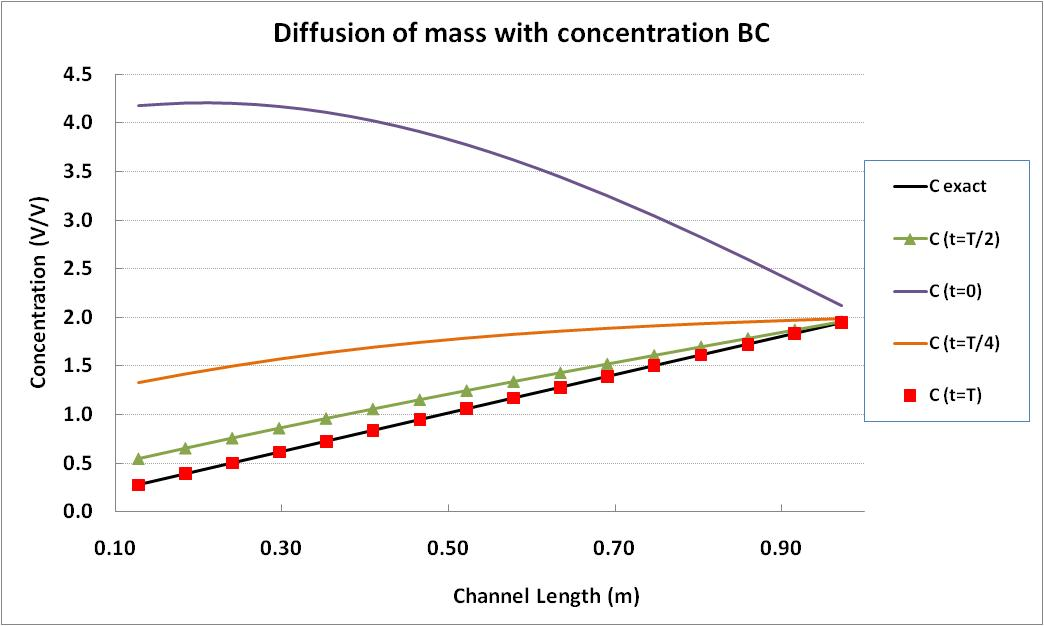 Diffusion of mass with concentration BC
Concentration (V/V)
4.5
4.0
3.5
3.0
2.5
2.0
1.5
1.0
0.5
0.0
0.10
0.30
0.50
0.70
0.90
Channel Length (m)
C exact
C (t=T/2)
C (t=0)
C (t=T/4)
C (t=T)